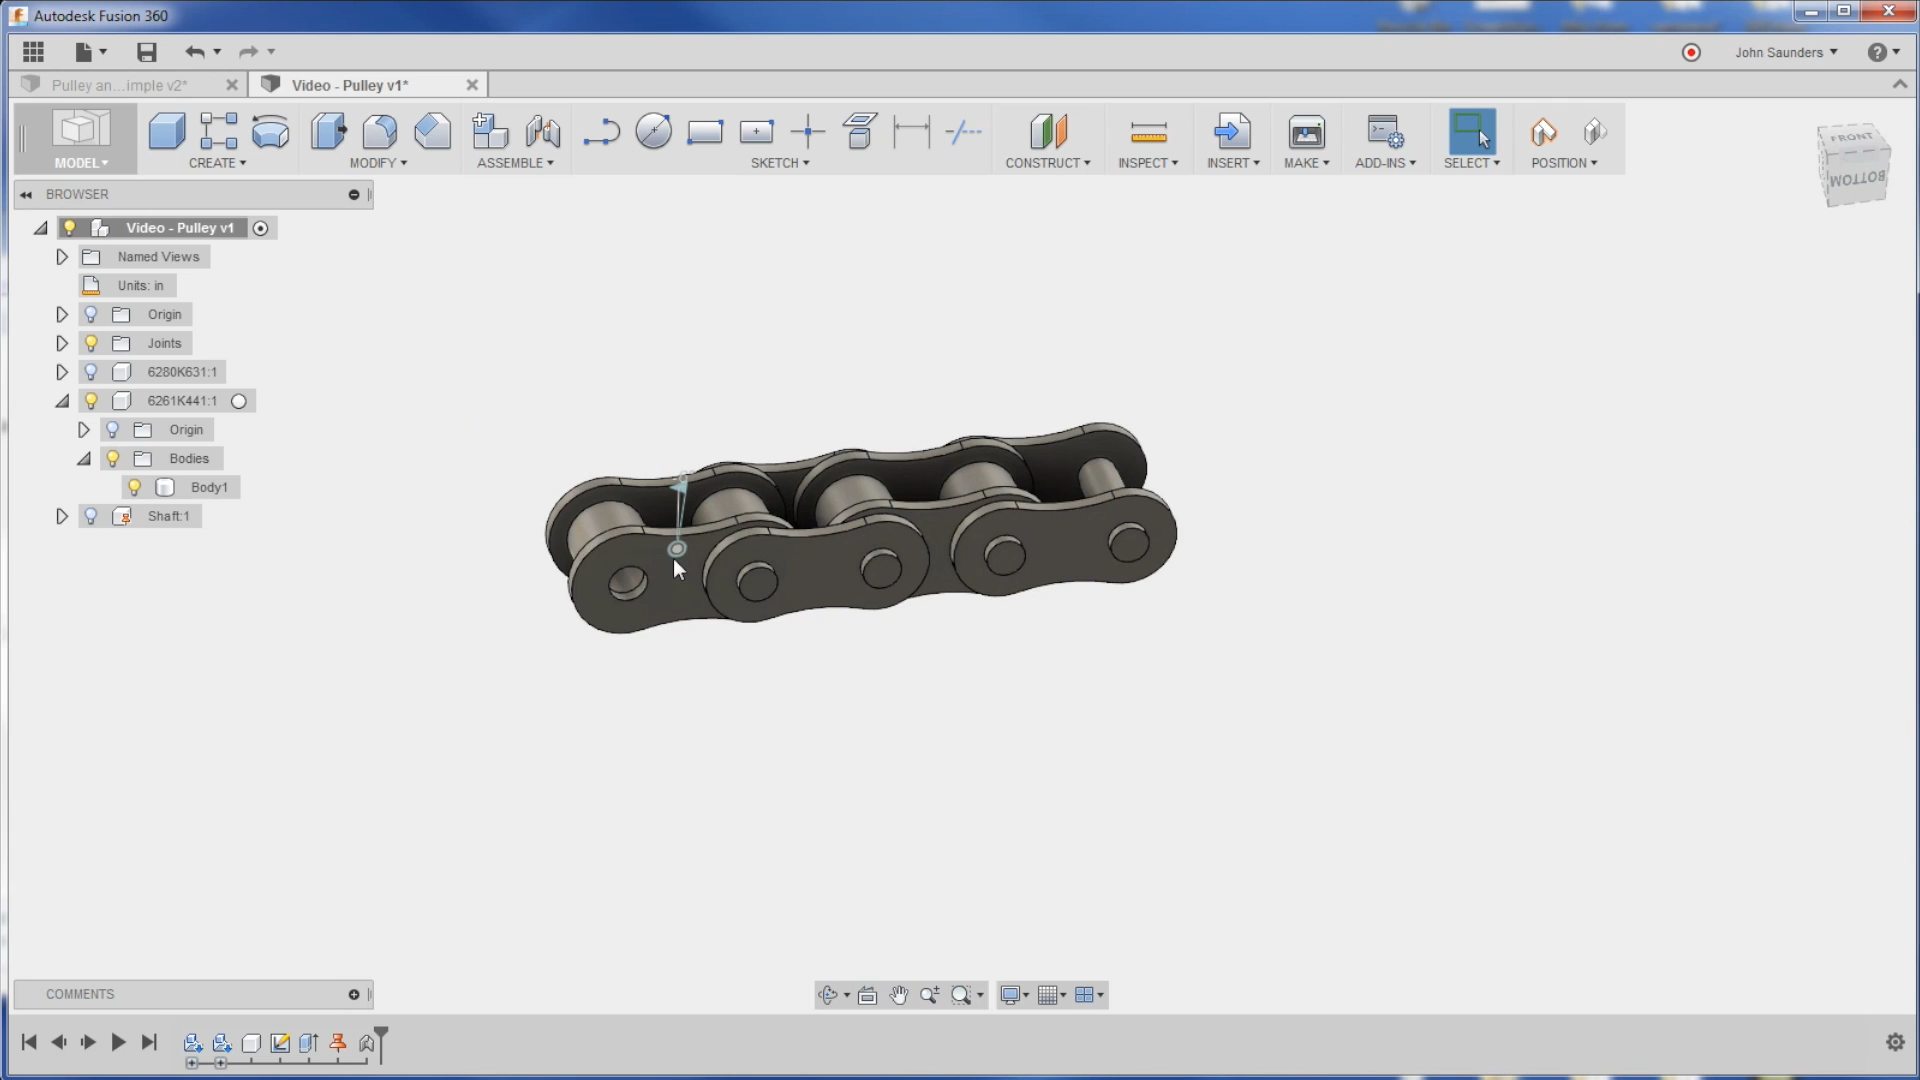 Autodesk Fusion 360
John Saunders
Pulley an...imple v2*
Video - Pulley v1*
MODEL
CREATE
MODIFY
ASSEMBLE
SKETCH
CONSTRUCT
INSPECT
INSERT
MAKE
ADD-INS
SELECT
POSITION
FRONT
BOTTOM
BROWSER
Video - Pulley v1
Named Views
Units: in
Origin
Joints
6280K631:1
6261K441:1
Origin
Bodies
Body1
Shaft:1
COMMENTS